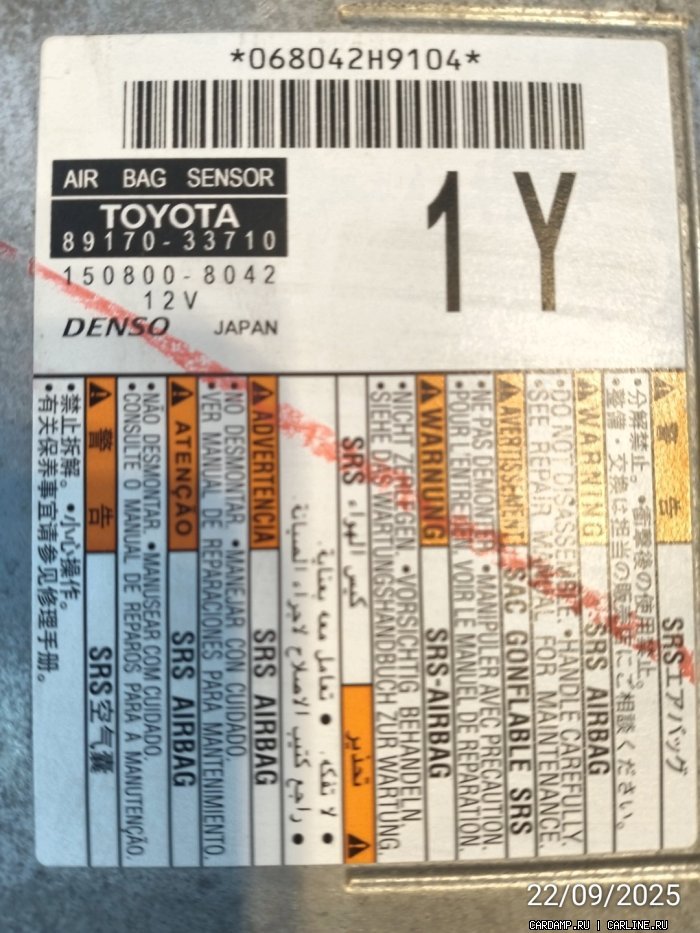 *068042H9104*
AIR BAG SENSOR
TOYOTA
89170-33710
150800-8042
12V
DENSO JAPAN
1Y
警告 SRSエアバッグ
•分解禁止。 •衝撃後の使用禁止。
•整備・交換は担当の販売店にご相談ください。
WARNING SRS AIRBAG
•DO NOT DISASSEMBLE. •HANDLE CAREFULLY.
•SEE REPAIR MANUAL FOR MAINTENANCE.
AVERTISSEMENT SAC GONFLABLE SRS
•NE PAS DEMONTER. •MANIPULER AVEC PRECAUTION.
•POUR L'ENTRETIEN, VOIR LE MANUEL DE REPARATION.
WARNUNG SRS-AIRBAG
•NICHT ZERLEGEN. •VORSICHTIG BEHANDELN.
•SIEHE DAS WARTUNGSHANDBUCH ZUR WARTUNG.
تحذير كيس الهواء SRS
• لا تفكه. • تعامل معه بعناية.
• راجع كتيب الاصلاح لاجراء الصيانة.
ADVERTENCIA SRS AIRBAG
•NO DESMONTAR. •MANEJAR CON CUIDADO.
•VER MANUAL DE REPARACIONES PARA MANTENIMIENTO.
ATENÇÃO SRS AIRBAG
•NÃO DESMONTAR. •MANUSEAR COM CUIDADO.
•CONSULTE O MANUAL DE REPAROS PARA A MANUTENÇÃO.
警告 SRS空气囊
•禁止拆解。 •小心操作。
•有关保养事宜请参见修理手册。
22/09/2025
CARDAMP.RU | CARLINE.RU